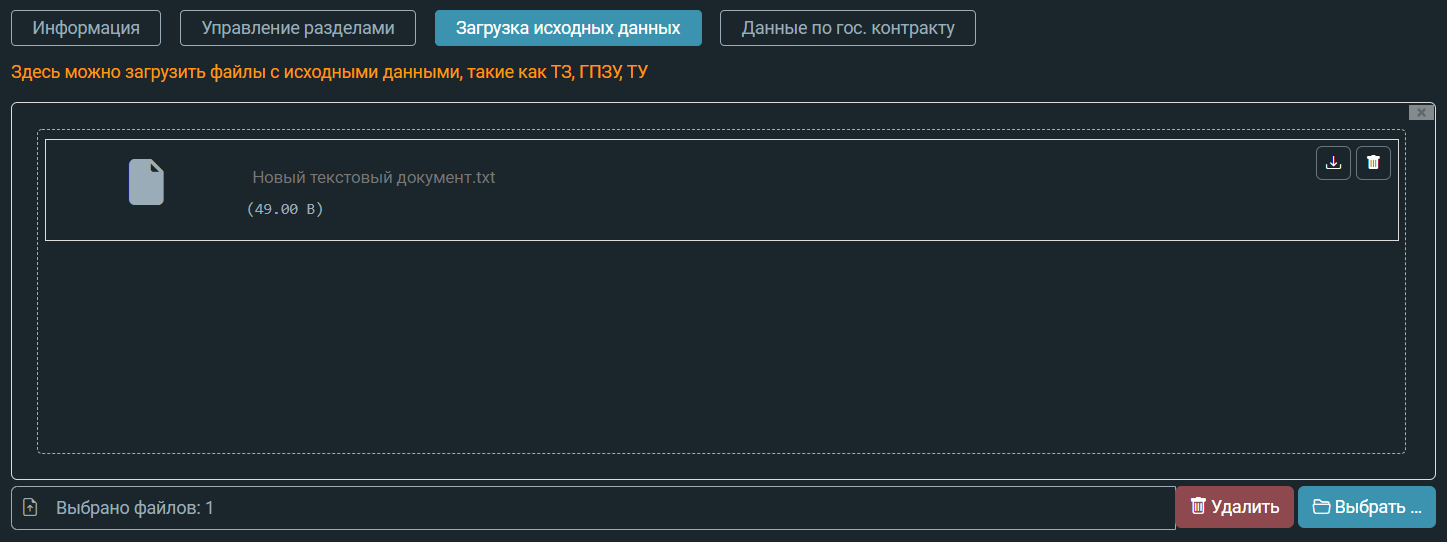 Информация
Управление разделами
Загрузка исходных данных
Данные по гос. контракту
Здесь можно загрузить файлы с исходными данными, такие как ТЗ, ГПЗУ, ТУ
Новый текстовый документ.txt
(49.00 B)
Выбрано файлов: 1
Удалить
Выбрать ...